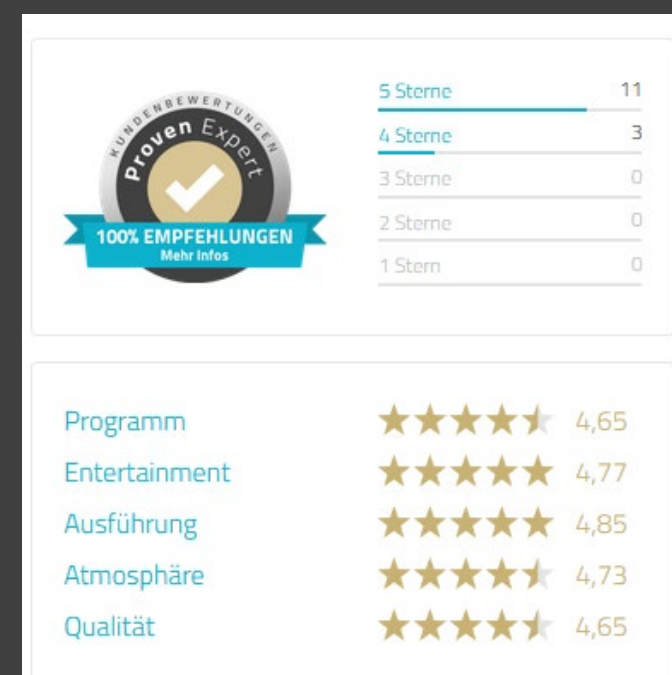 KUNDENBEWERTUNGEN
Proven Expert
100% EMPFEHLUNGEN
Mehr Infos
5 Sterne 11
4 Sterne 3
3 Sterne 0
2 Sterne 0
1 Stern 0
Programm 4,65
Entertainment 4,77
Ausführung 4,85
Atmosphäre 4,73
Qualität 4,65